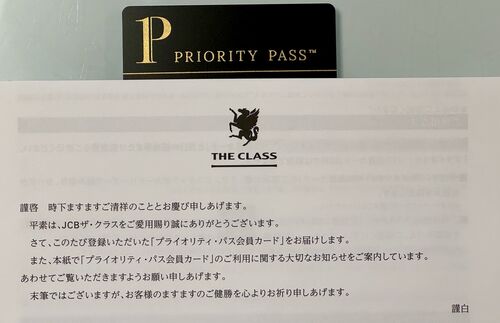 P PRIORITY PASS™
THE CLASS
謹啓　時下ますますご清祥のこととお慶び申しあげます。
平素は、JCBザ・クラスをご愛用賜り誠にありがとうございます。
さて、このたび登録いただいた「プライオリティ・パス会員カード」をお届けします。
また、本紙で「プライオリティ・パス会員カード」のご利用に関する大切なお知らせをご案内しています。
あわせてご覧いただきますようお願い申しあげます。
末筆ではございますが、お客様のますますのご健勝を心よりお祈り申しあげます。
謹白